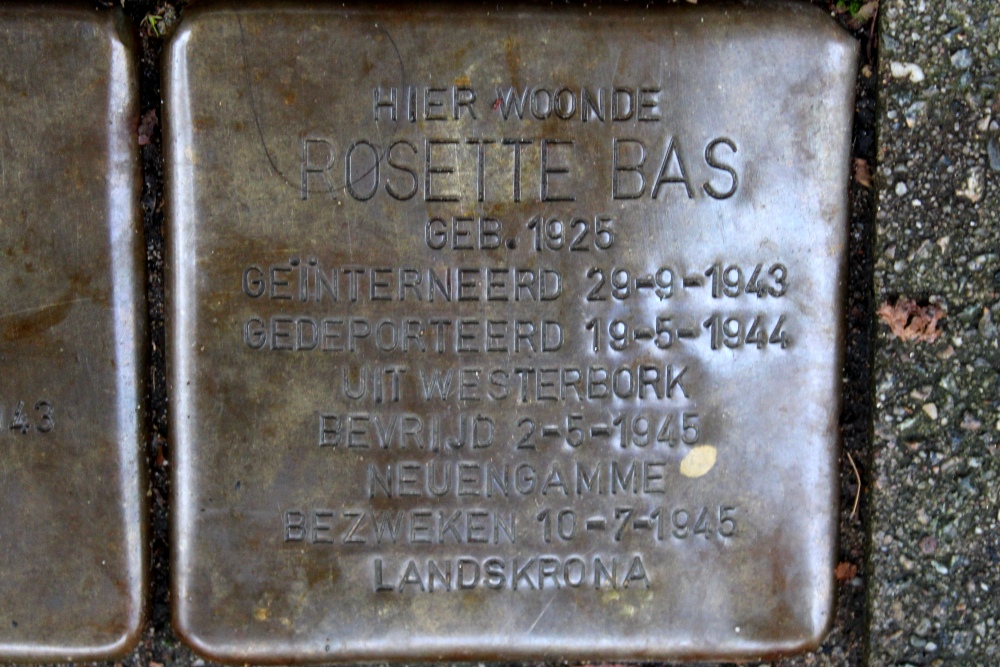 HIER WOONDE
ROSETTE BAS
GEB. 1925
GEÏNTERNEERD 29-9-1943
GEDEPORTEERD 19-5-1944
UIT WESTERBORK
BEVRIJD 2-5-1945
NEUENGAMME
BEZWEKEN 10-7-1945
LANDSKRONA
43